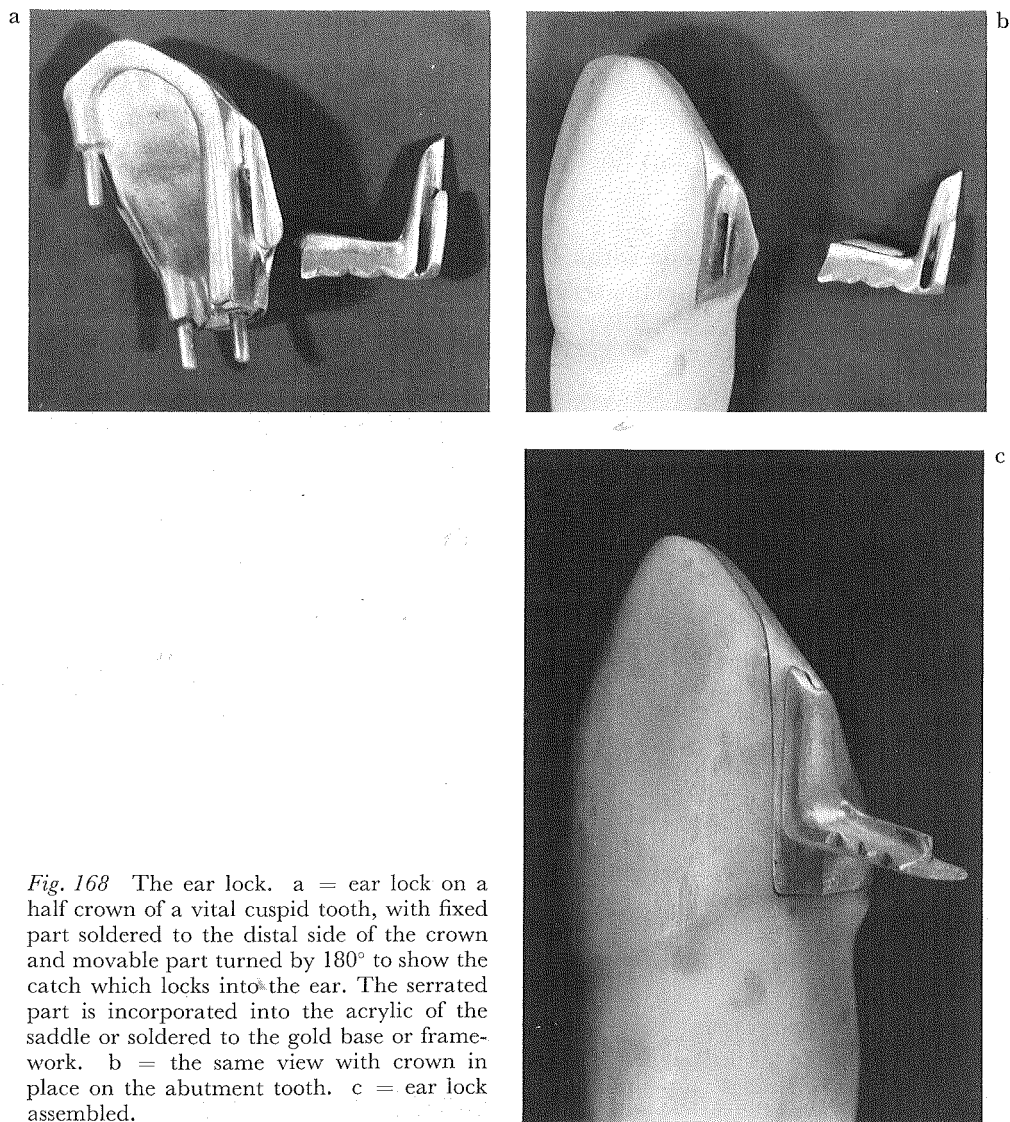 a
b
c
Fig. 168 The ear lock. a = ear lock on a
half crown of a vital cuspid tooth, with fixed
part soldered to the distal side of the crown
and movable part turned by 180° to show the
catch which locks into the ear. The serrated
part is incorporated into the acrylic of the
saddle or soldered to the gold base or frame-
work. b = the same view with crown in
place on the abutment tooth. c = ear lock
assembled.